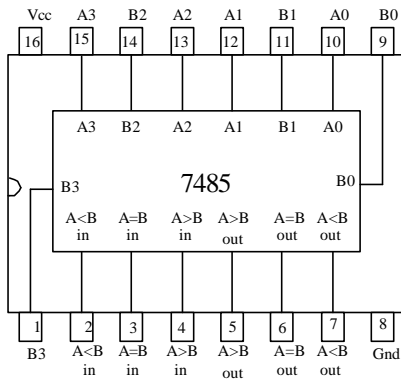 Vcc A3 B2 A2 A1 B1 A0 B0
16 15 14 13 12 11 10 9
A3 B2 A2 A1 B1 A0
B3 7485 B0
A<B A=B A>B A>B A=B A<B
in in in out out out
1 2 3 4 5 6 7 8
B3 A<B A=B A>B A>B A=B A<B Gnd
in in in out out out